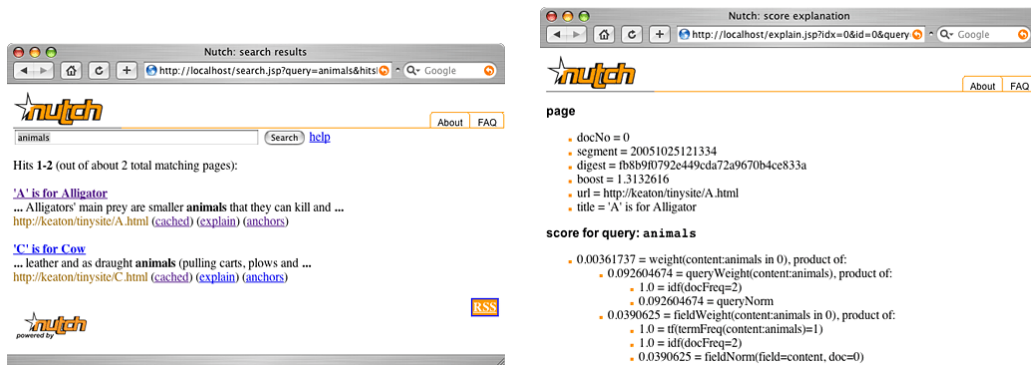 Nutch: search results
http://localhost/search.jsp?query=animals&hits
Google
nutch
About FAQ
animals Search help
Hits 1-2 (out of about 2 total matching pages):
'A' is for Alligator
... Alligators' main prey are smaller animals that they can kill and ...
http://keaton/tinysite/A.html (cached) (explain) (anchors)
'C' is for Cow
... leather and as draught animals (pulling carts, plows and ...
http://keaton/tinysite/C.html (cached) (explain) (anchors)
RSS
powered by nutch
Nutch: score explanation
http://localhost/explain.jsp?idx=0&id=0&query
Google
nutch
About FAQ
page
docNo = 0
segment = 20051025121334
digest = fb8b9f0792e449cda72a9670b4ce833a
boost = 1.3132616
url = http://keaton/tinysite/A.html
title = 'A' is for Alligator
score for query: animals
0.00361737 = weight(content:animals in 0), product of:
0.092604674 = queryWeight(content:animals), product of:
1.0 = idf(docFreq=2)
0.092604674 = queryNorm
0.0390625 = fieldWeight(content:animals in 0), product of:
1.0 = tf(termFreq(content:animals)=1)
1.0 = idf(docFreq=2)
0.0390625 = fieldNorm(field=content, doc=0)